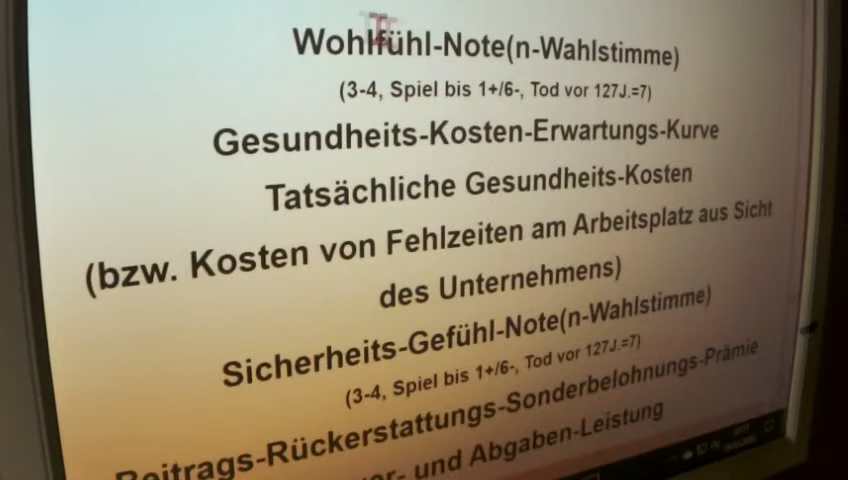 Wohlfühl-Note(n-Wahlstimme)
(3-4, Spiel bis 1+/6-, Tod vor 127J.=7)
Gesundheits-Kosten-Erwartungs-Kurve
Tatsächliche Gesundheits-Kosten
(bzw. Kosten von Fehlzeiten am Arbeitsplatz aus Sicht
des Unternehmens)
Sicherheits-Gefühl-Note(n-Wahlstimme)
(3-4, Spiel bis 1+/6-, Tod vor 127J.=7)
Beitrags-Rückerstattungs-Sonderbelohnungs-Prämie
und Abgaben-Leistung